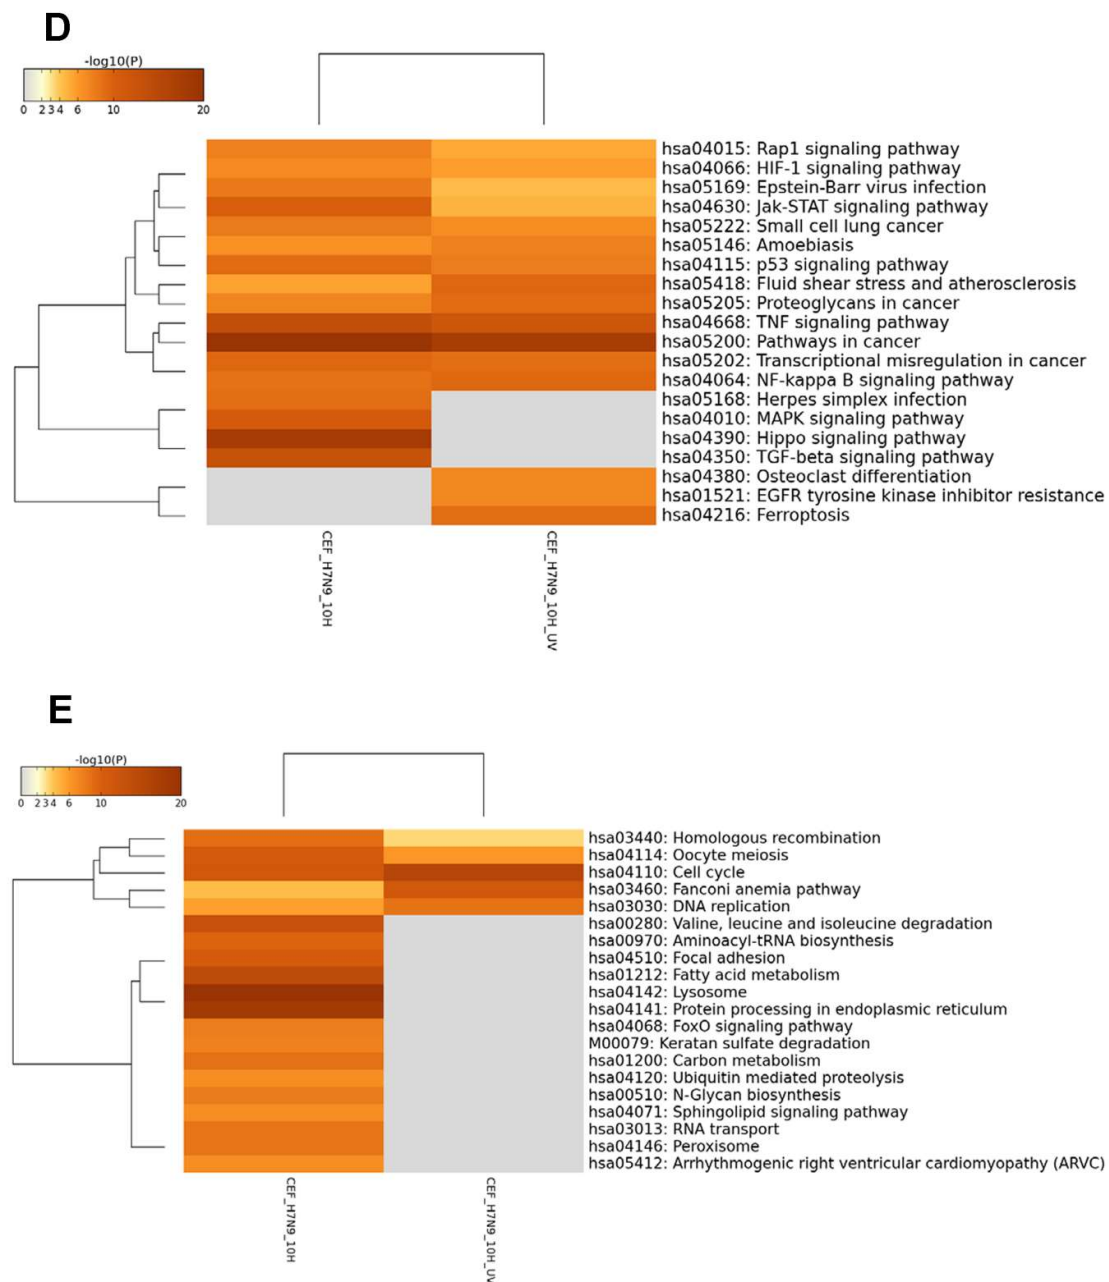 D
-log10(P)
0 2 3 4 6 10 20
hsa04015: Rap1 signaling pathway
hsa04066: HIF-1 signaling pathway
hsa05169: Epstein-Barr virus infection
hsa04630: Jak-STAT signaling pathway
hsa05222: Small cell lung cancer
hsa05146: Amoebiasis
hsa04115: p53 signaling pathway
hsa05418: Fluid shear stress and atherosclerosis
hsa05205: Proteoglycans in cancer
hsa04668: TNF signaling pathway
hsa05200: Pathways in cancer
hsa05202: Transcriptional misregulation in cancer
hsa04064: NF-kappa B signaling pathway
hsa05168: Herpes simplex infection
hsa04010: MAPK signaling pathway
hsa04390: Hippo signaling pathway
hsa04350: TGF-beta signaling pathway
hsa04380: Osteoclast differentiation
hsa01521: EGFR tyrosine kinase inhibitor resistance
hsa04216: Ferroptosis
CEF_H7N9_10H
CEF_H7N9_10H_UV
E
-log10(P)
0 2 3 4 6 10 20
hsa03440: Homologous recombination
hsa04114: Oocyte meiosis
hsa04110: Cell cycle
hsa03460: Fanconi anemia pathway
hsa03030: DNA replication
hsa00280: Valine, leucine and isoleucine degradation
hsa00970: Aminoacyl-tRNA biosynthesis
hsa04510: Focal adhesion
hsa01212: Fatty acid metabolism
hsa04142: Lysosome
hsa04141: Protein processing in endoplasmic reticulum
hsa04068: FoxO signaling pathway
M00079: Keratan sulfate degradation
hsa01200: Carbon metabolism
hsa04120: Ubiquitin mediated proteolysis
hsa00510: N-Glycan biosynthesis
hsa04071: Sphingolipid signaling pathway
hsa03013: RNA transport
hsa04146: Peroxisome
hsa05412: Arrhythmogenic right ventricular cardiomyopathy (ARVC)
CEF_H7N9_10H
CEF_H7N9_10H_UV